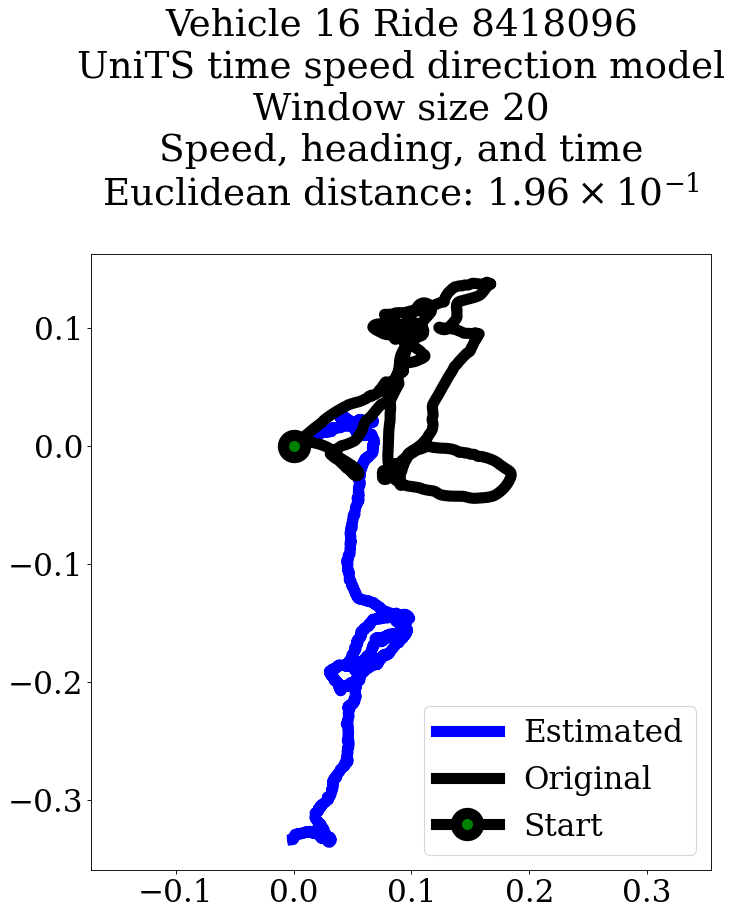 Vehicle 16 Ride 8418096
UniTS time speed direction model
Window size 20
Speed, heading, and time
Euclidean distance: 1.96 × 10⁻¹
0.1
0.0
−0.1
−0.2
−0.3
Estimated
Original
Start
−0.1 0.0 0.1 0.2 0.3